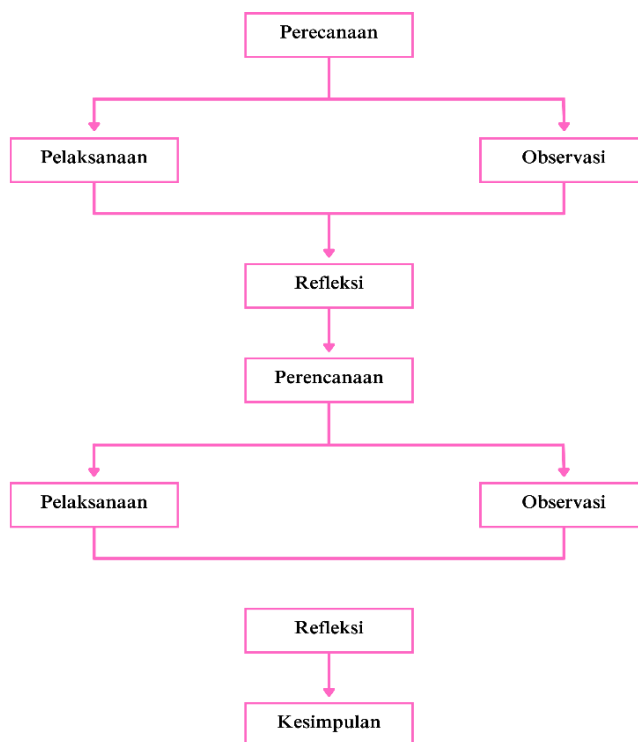 Perecanaan
Pelaksanaan
Observasi
Refleksi
Perencanaan
Pelaksanaan
Observasi
Refleksi
Kesimpulan